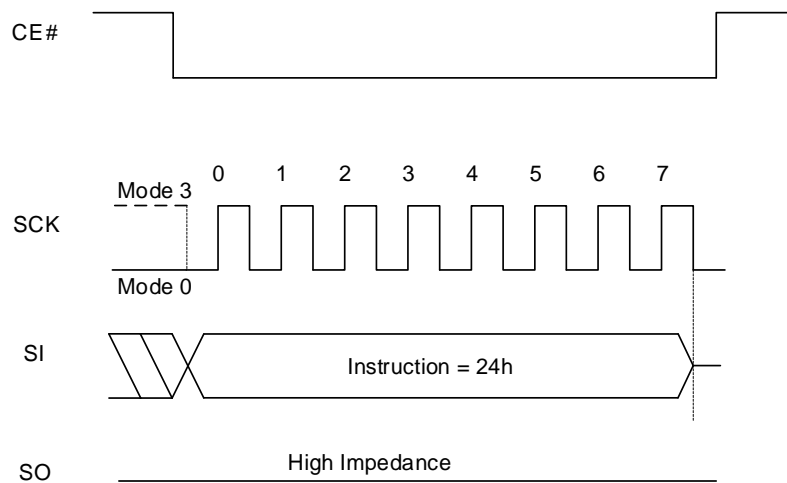 CE#
0 1 2 3 4 5 6 7
Mode 3
SCK
Mode 0
SI
Instruction = 24h
High Impedance
SO